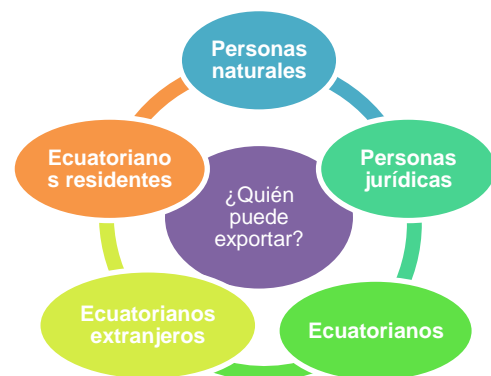 Personas
naturales
Ecuatoriano
s residentes
Personas
jurídicas
¿Quién
puede
exportar?
Ecuatorianos
extranjeros
Ecuatorianos